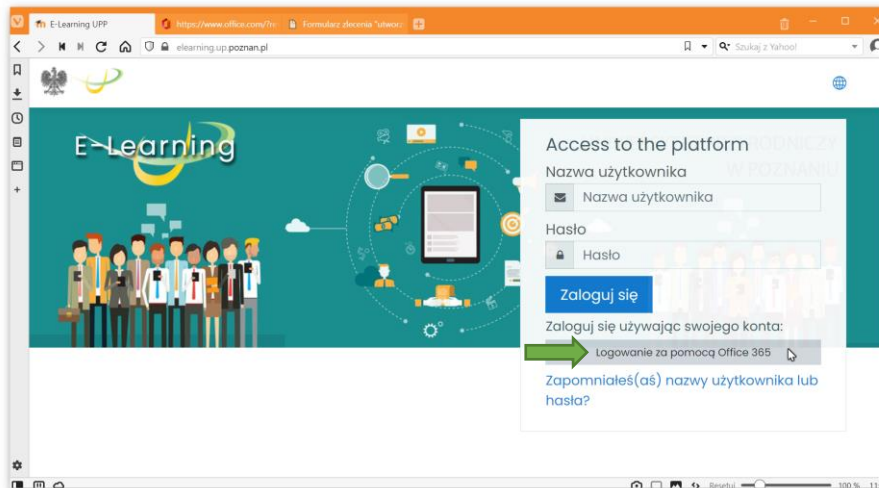 E-Learning UPP
https://www.office.com/?re
Formularz zlecenia "utworz
elearning.up.poznan.pl
Szukaj z Yahoo!
E-Learning
Access to the platform
Nazwa użytkownika
Nazwa użytkownika
Hasło
Hasło
Zaloguj się
Zaloguj się używając swojego konta:
Logowanie za pomocą Office 365
Zapomniałeś(aś) nazwy użytkownika lub
hasła?
Resetuj
100 %